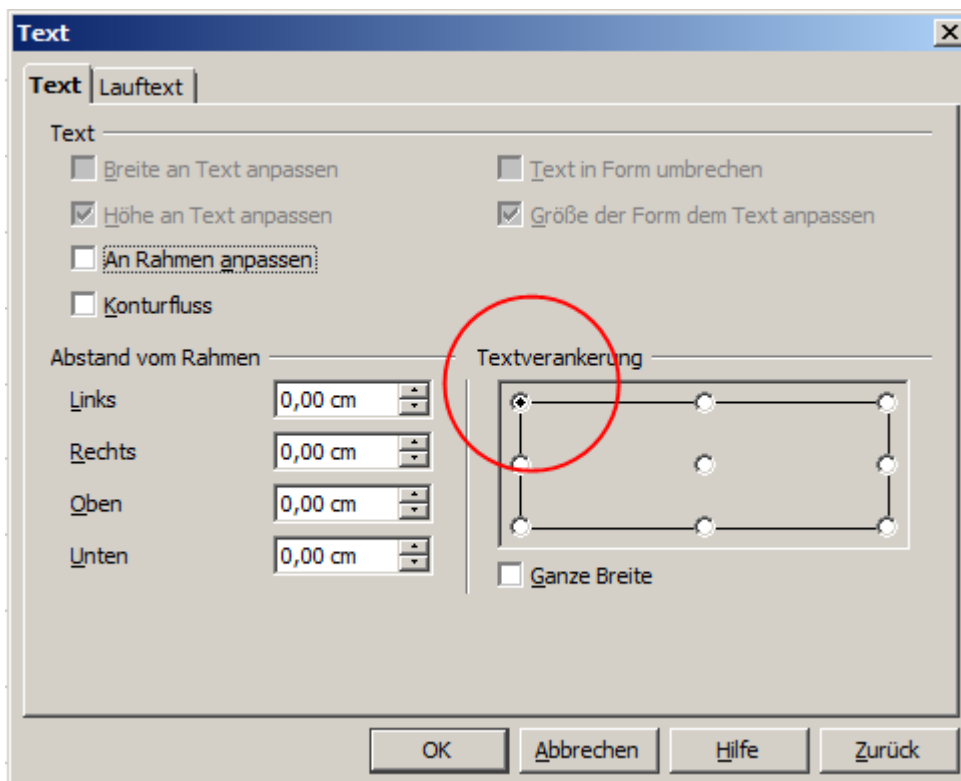 Text
Text Lauftext
Text
Breite an Text anpassen Text in Form umbrechen
Höhe an Text anpassen Größe der Form dem Text anpassen
An Rahmen anpassen
Konturfluss
Abstand vom Rahmen Textverankerung
Links 0,00 cm
Rechts 0,00 cm
Oben 0,00 cm
Unten 0,00 cm
Ganze Breite
OK Abbrechen Hilfe Zurück